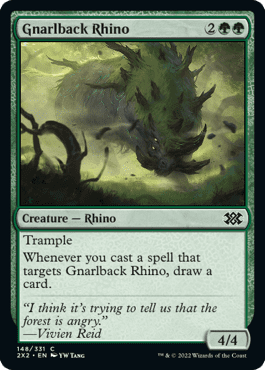 Gnarlback Rhino 2
Creature — Rhino
Trample
Whenever you cast a spell that
targets Gnarlback Rhino, draw a
card.
“I think it’s trying to tell us that the
forest is angry.”
—Vivien Reid
4/4
148/331 C
2X2 • EN YW Tang
™ & © 2022 Wizards of the Coast